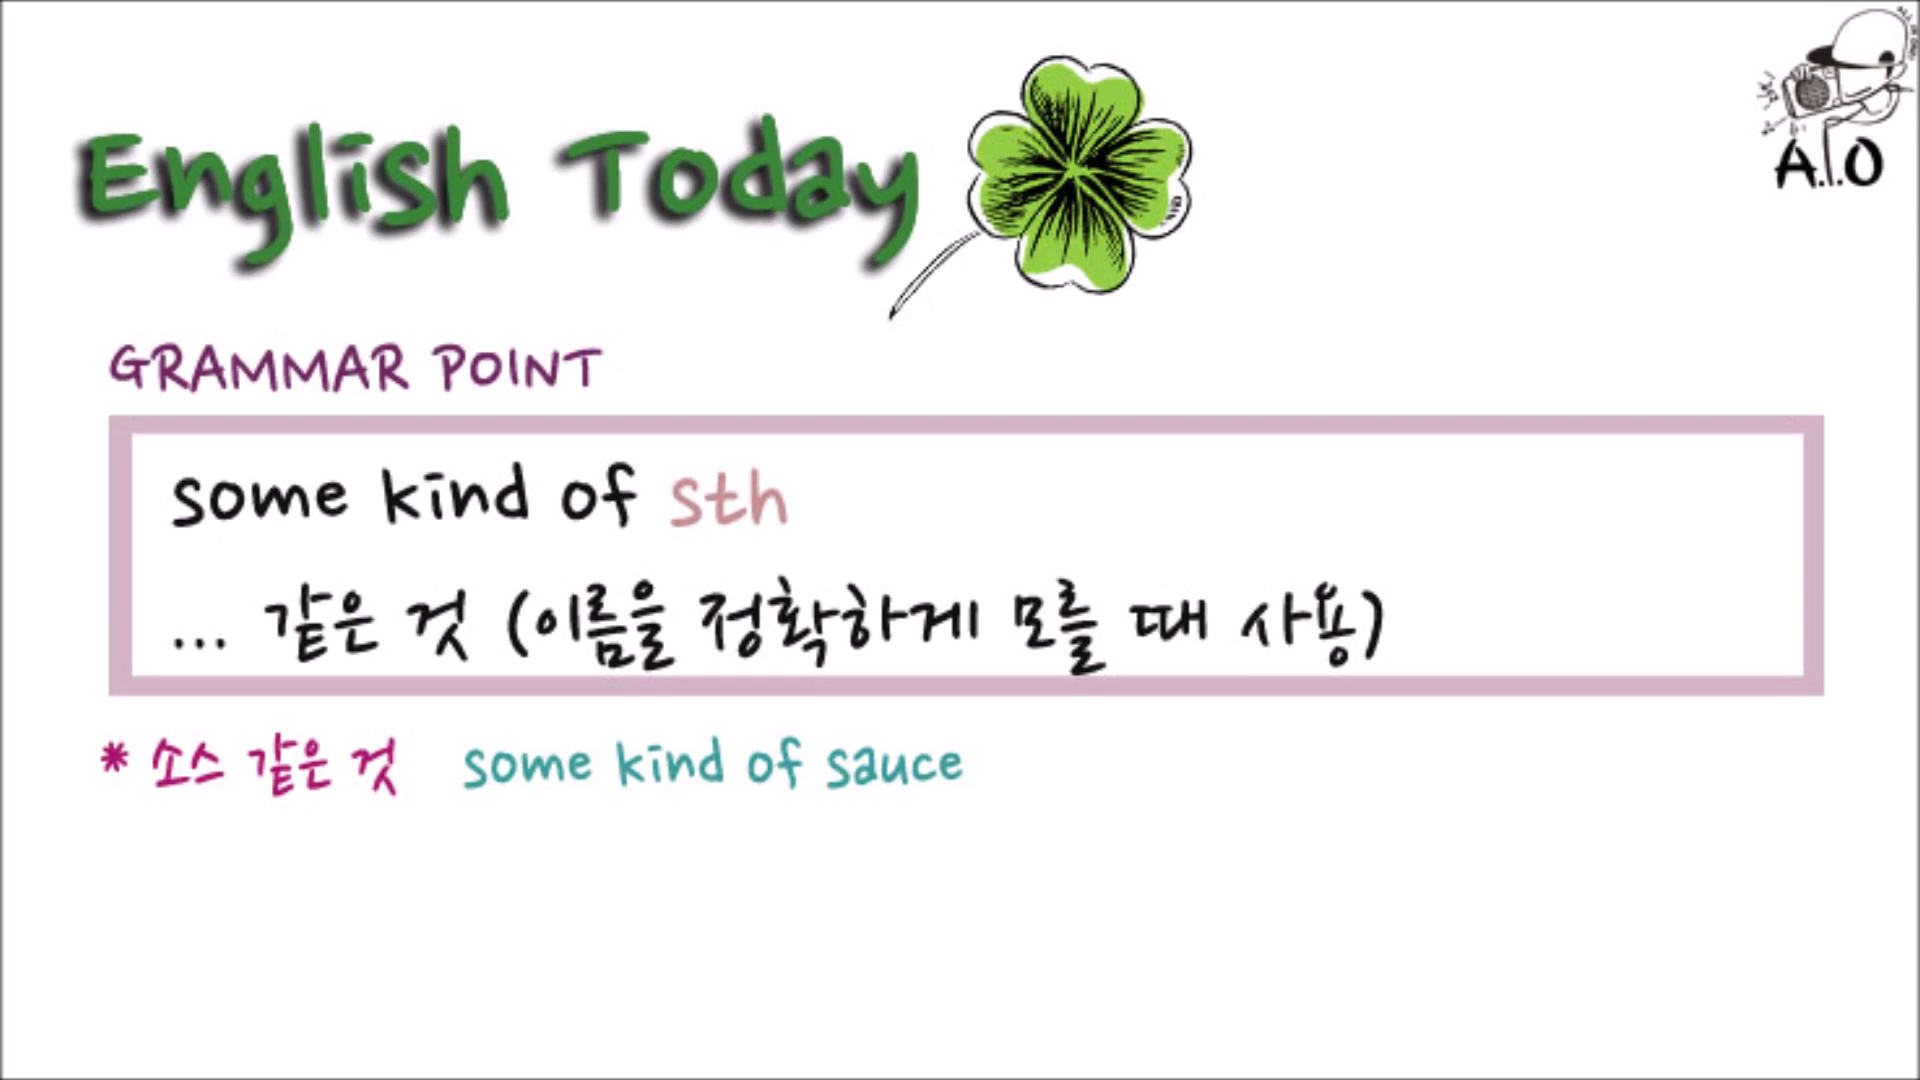 English Today
A.I.O
GRAMMAR POINT
some kind of sth
... 같은 것 (이름을 정확하게 모를 때 사용)
* 소스 같은 것 some kind of sauce